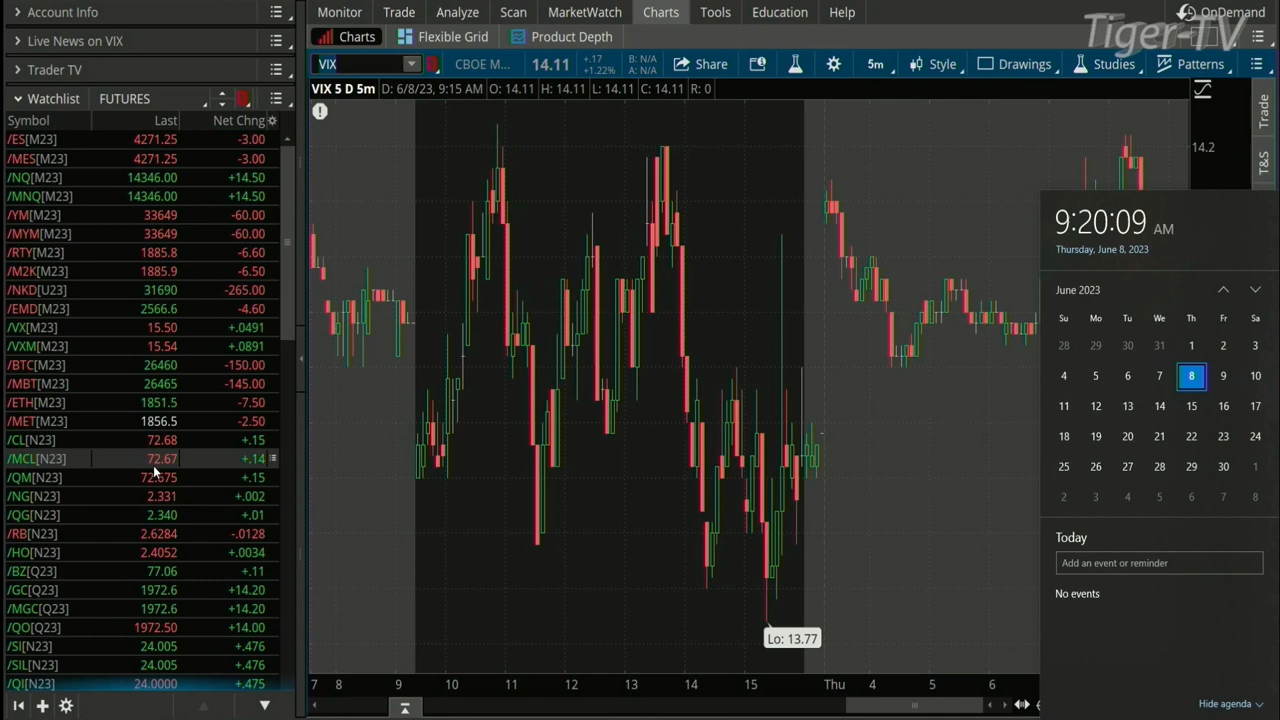 Account Info
Live News on VIX
Trader TV
Watchlist FUTURES
Symbol Last Net Chng
/ES[M23] 4271.25 -3.00
/MES[M23] 4271.25 -3.00
/NQ[M23] 14346.00 +14.50
/MNQ[M23] 14346.00 +14.50
/YM[M23] 33649 -60.00
/MYM[M23] 33649 -60.00
/RTY[M23] 1885.8 -6.60
/M2K[M23] 1885.9 -6.50
/NKD[U23] 31690 -265.00
/EMD[M23] 2566.6 -4.60
/VX[M23] 15.50 +.0491
/VXM[M23] 15.54 +.0891
/BTC[M23] 26460 -150.00
/MBT[M23] 26465 -145.00
/ETH[M23] 1851.5 -7.50
/MET[M23] 1856.5 -2.50
/CL[N23] 72.68 +.15
/MCL[N23] 72.67 +.14
/QM[N23] 72.675 +.15
/NG[N23] 2.331 +.002
/QG[N23] 2.340 +.01
/RB[N23] 2.6284 -.0128
/HO[N23] 2.4052 +.0034
/BZ[Q23] 77.06 +.11
/GC[Q23] 1972.6 +14.20
/MGC[Q23] 1972.6 +14.20
/QO[Q23] 1972.50 +14.00
/SI[N23] 24.005 +.476
/SIL[N23] 24.005 +.476
/QI[N23] 24.0000 +.475
Monitor Trade Analyze Scan MarketWatch Charts Tools Education Help OnDemand
Tiger-TV
Charts Flexible Grid Product Depth
VIX CBOE M... 14.11 +.17 +1.22% B: N/A A: N/A Share 5m Style Drawings Studies Patterns
VIX 5 D 5m D: 6/8/23, 9:15 AM O: 14.11 H: 14.11 L: 14.11 C: 14.11 R: 0
14.2
Trade
T&S
Lo: 13.77
7 8 9 10 11 12 13 14 15 Thu 4 5 6
9:20:09 AM
Thursday, June 8, 2023
June 2023
Su Mo Tu We Th Fr Sa
28 29 30 31 1 2 3
4 5 6 7 8 9 10
11 12 13 14 15 16 17
18 19 20 21 22 23 24
25 26 27 28 29 30 1
2 3 4 5 6 7 8
Today
Add an event or reminder
No events
Hide agenda